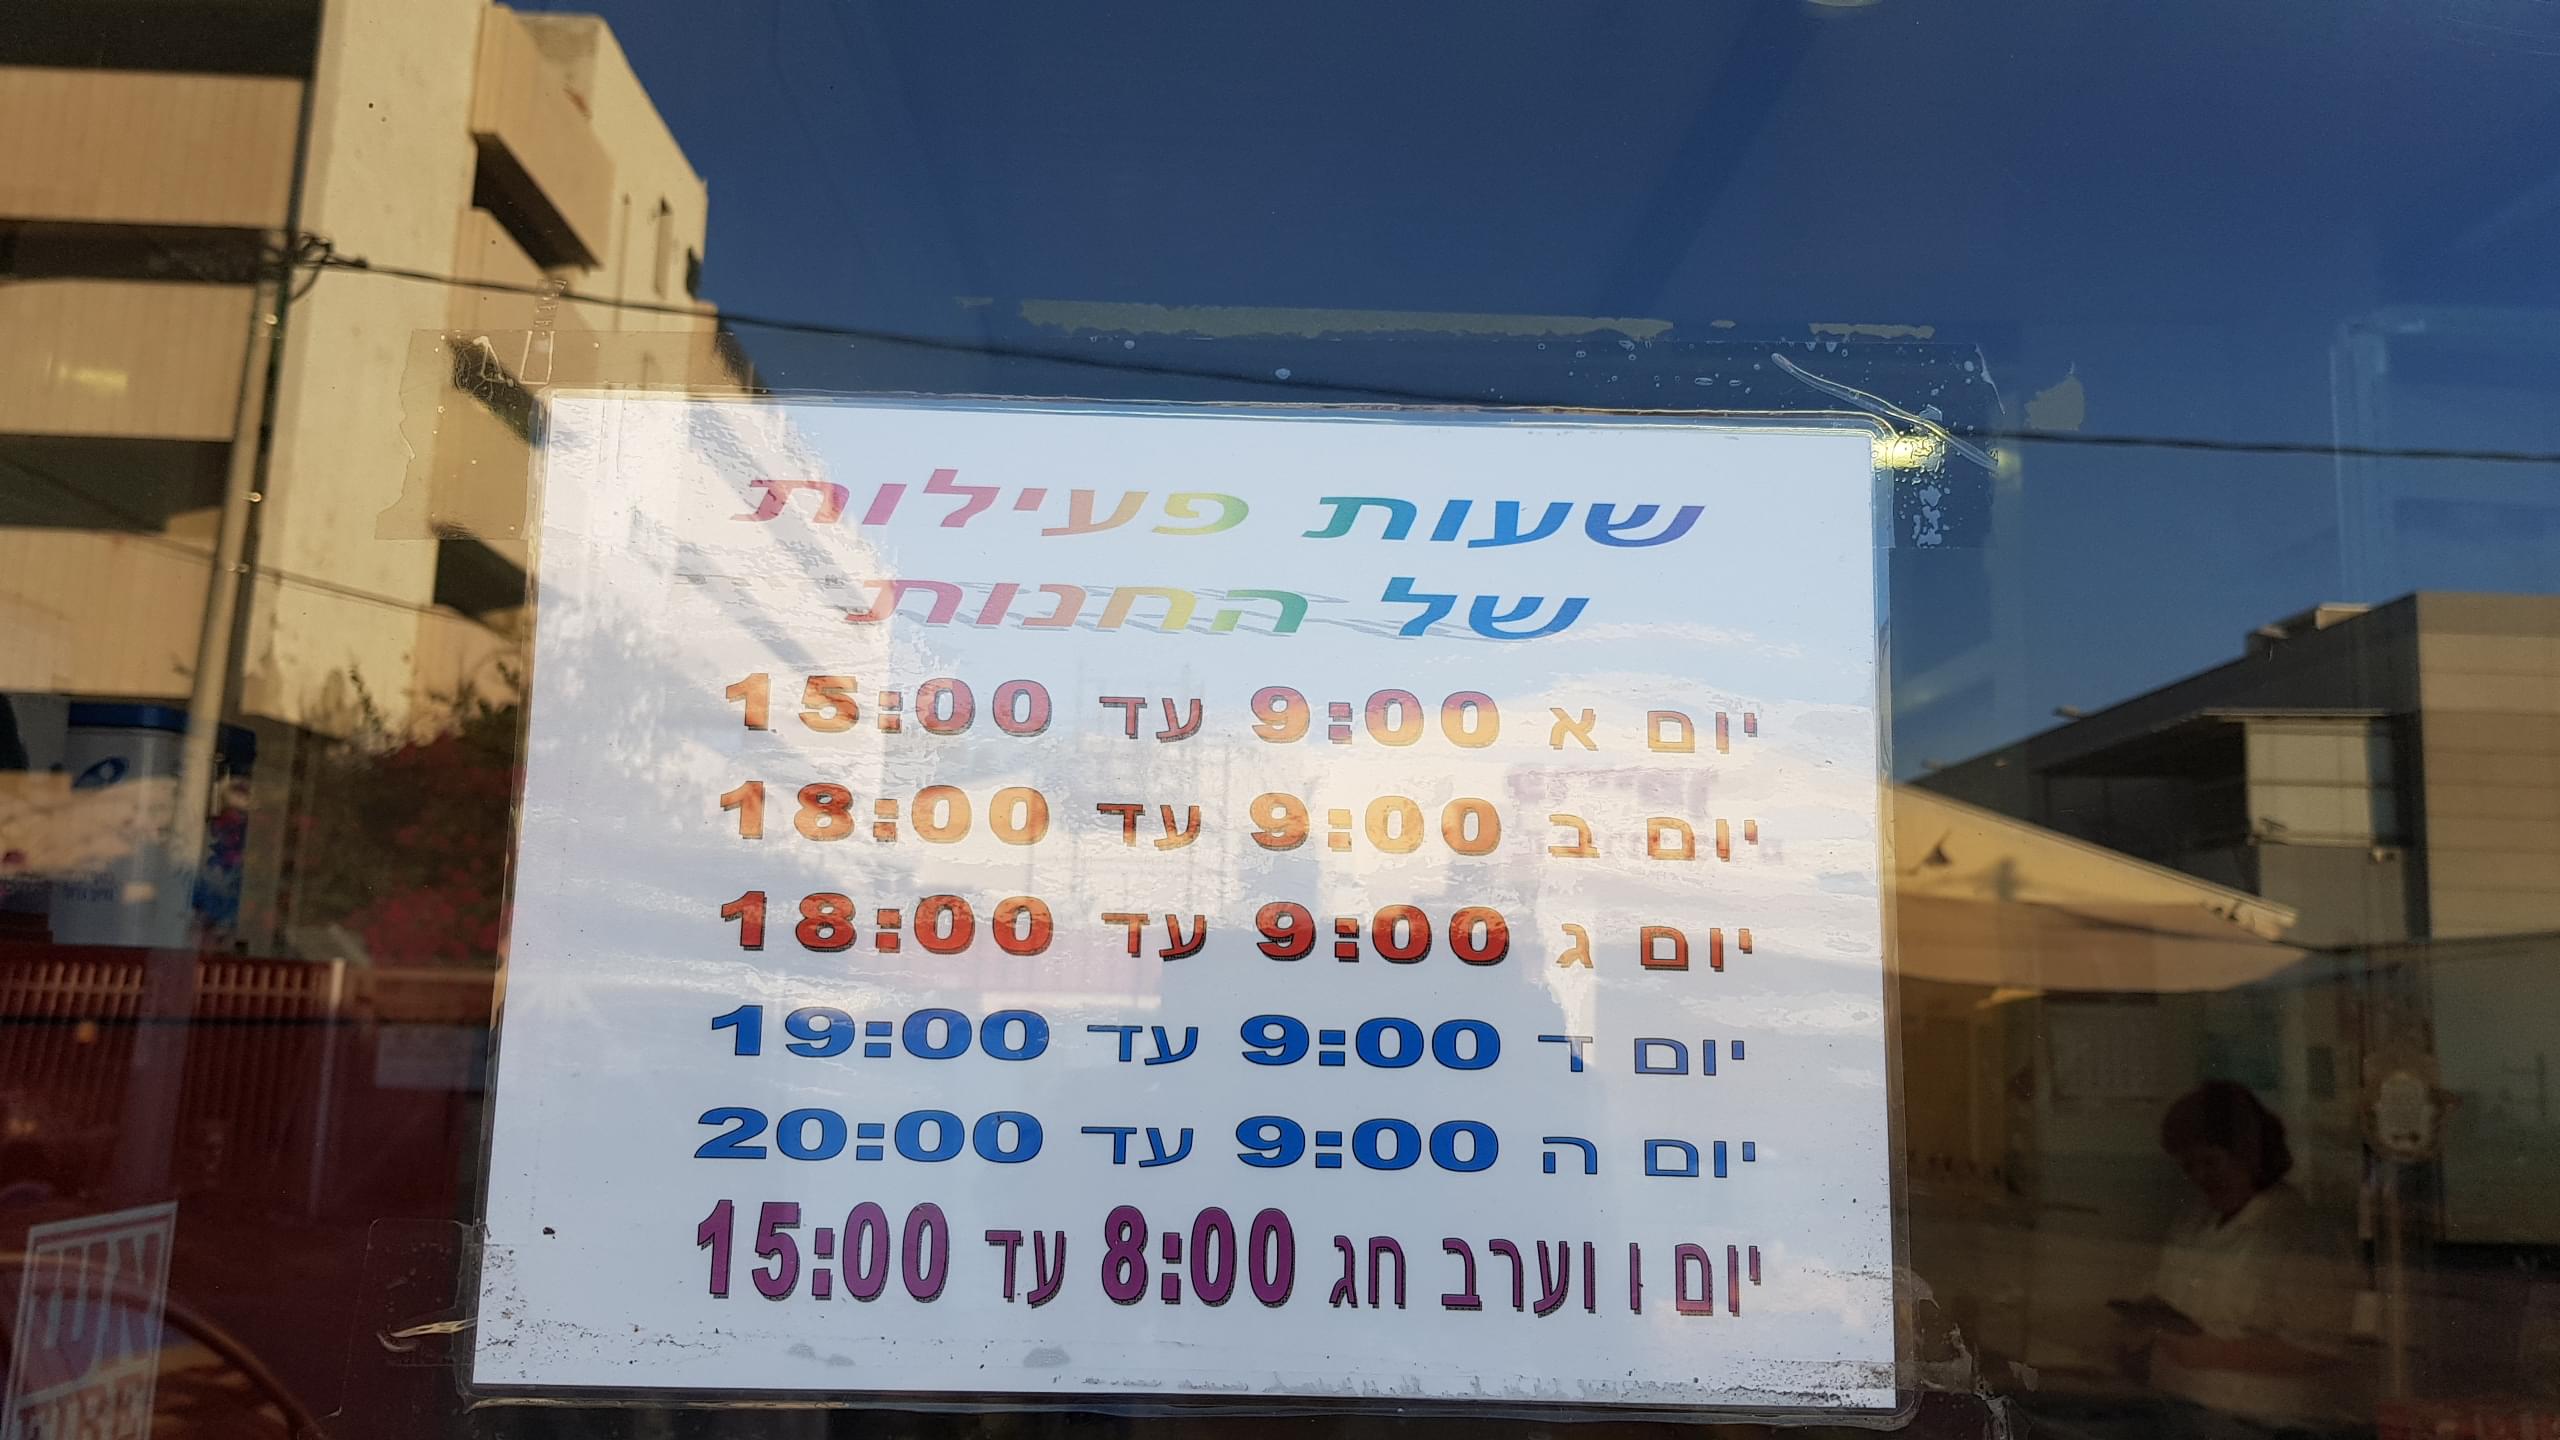 שעות פעילות
של החנות
יום א 9:00 עד 15:00
יום ב 9:00 עד 18:00
יום ג 9:00 עד 18:00
יום ד 9:00 עד 19:00
יום ה 9:00 עד 20:00
יום ו וערב חג 8:00 עד 15:00